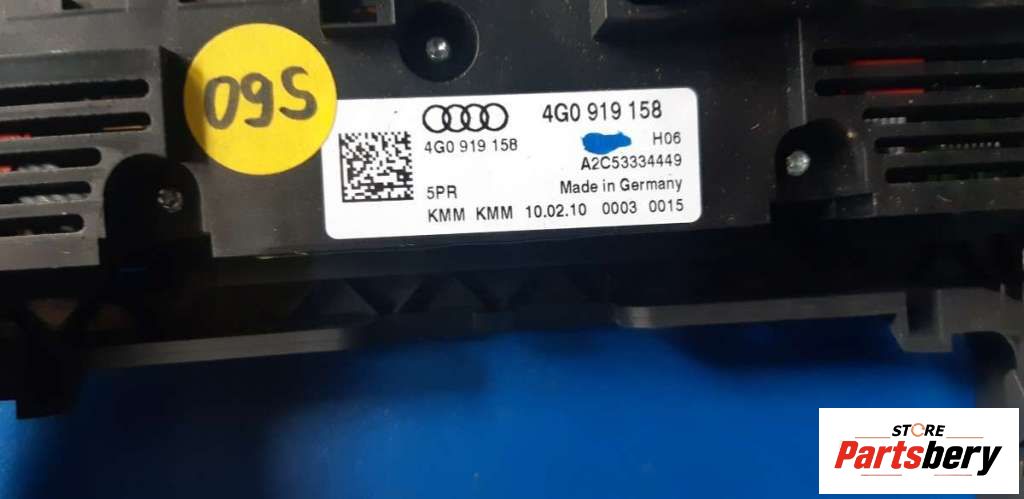 095
4G0 919 158
4G0 919 158
H06
A2C53334449
5PR
Made in Germany
KMM KMM 10.02.10 0003 0015
STORE
Partsbery